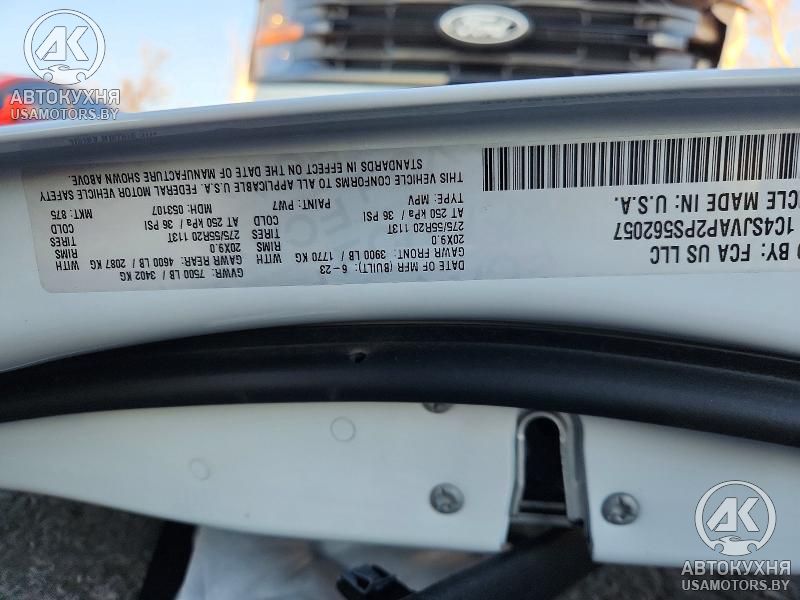 AK
АВТОКУХНЯ
USAMOTORS.BY
Ford
D BY: FCA US LLC
DATE OF MFR (BUILT): 6-23
GVWR: 7500 LB / 3402 KG
GAWR FRONT: 3900 LB / 1770 KG WITH
GAWR REAR: 4600 LB / 2087 KG WITH
20X9.0 RIMS
20X9.0 RIMS
275/55R20 113T TIRES
275/55R20 113T TIRES
AT 250 kPa / 36 PSI COLD
AT 250 kPa / 36 PSI COLD
1C4SJVAP2PS562057
TYPE: MPV
PAINT: PW7
MDH: 053107
MKT: 875
ICLE MADE IN: U.S.A.
THIS VEHICLE CONFORMS TO ALL APPLICABLE U.S.A. FEDERAL MOTOR VEHICLE SAFETY
STANDARDS IN EFFECT ON THE DATE OF MANUFACTURE SHOWN ABOVE.
AK
АВТОКУХНЯ
USAMOTORS.BY